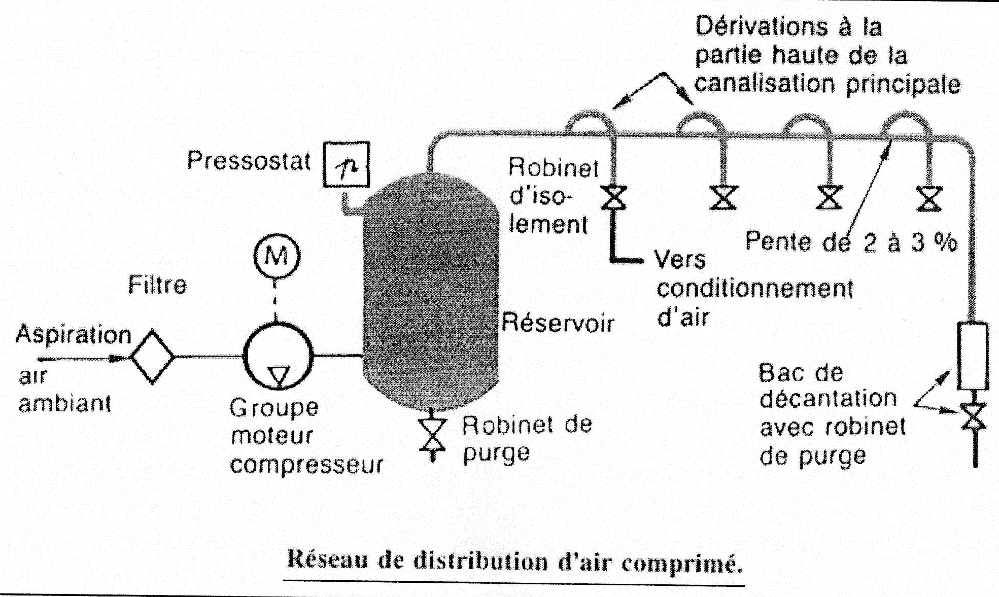 Dérivations à la
partie haute de la
canalisation principale
Pressostat
p
Robinet
d'iso-
lement
Pente de 2 à 3 %
M
Vers
conditionnement
d'air
Filtre
Réservoir
Aspiration
air
ambiant
Groupe
moteur
compresseur
Robinet de
purge
Bac de
décantation
avec robinet
de purge
Réseau de distribution d'air comprimé.